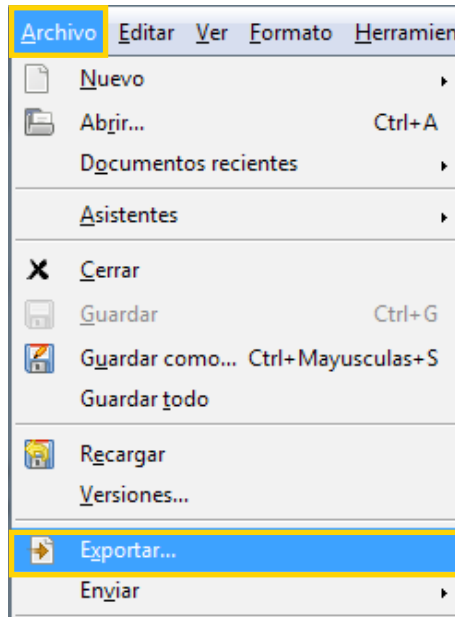 Archivo Editar Ver Formato Herramien
Nuevo
Abrir... Ctrl+A
Documentos recientes
Asistentes
Cerrar
Guardar Ctrl+G
Guardar como... Ctrl+Mayusculas+S
Guardar todo
Recargar
Versiones...
Exportar...
Enviar